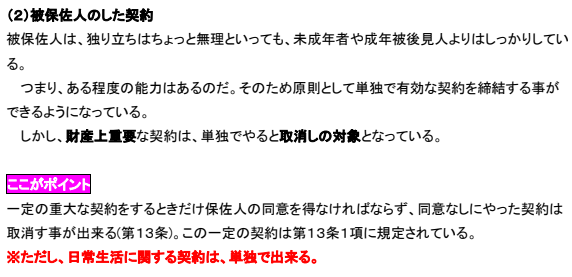 （２）被保佐人のした契約
被保佐人は、独り立ちはちょっと無理といっても、未成年者や成年被後見人よりはしっかりしてい
る。
　つまり、ある程度の能力はあるのだ。そのため原則として単独で有効な契約を締結する事が
できるようになっている。
　しかし、財産上重要な契約は、単独でやると取消しの対象となっている。
ここがポイント
一定の重大な契約をするときだけ保佐人の同意を得なければならず、同意なしにやった契約は
取消す事が出来る(第１３条)。この一定の契約は第１３条１項に規定されている。
※ただし、日常生活に関する契約は、単独で出来る。